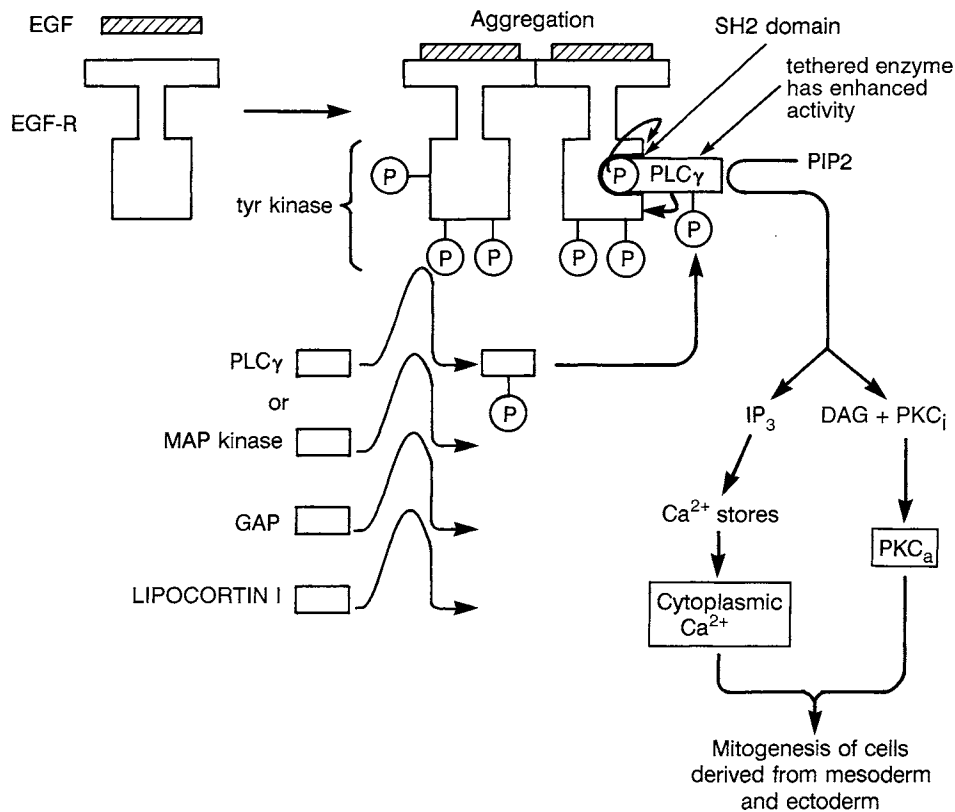 EGF
EGF-R
Aggregation
SH2 domain
tethered enzyme
has enhanced
activity
tyr kinase
P
P
P
P
P
P
PLCγ
P
PIP2
PLCγ
or
MAP kinase
GAP
LIPOCORTIN I
P
IP₃
DAG + PKCᵢ
Ca²⁺ stores
PKCₐ
Cytoplasmic
Ca²⁺
Mitogenesis of cells
derived from mesoderm
and ectoderm